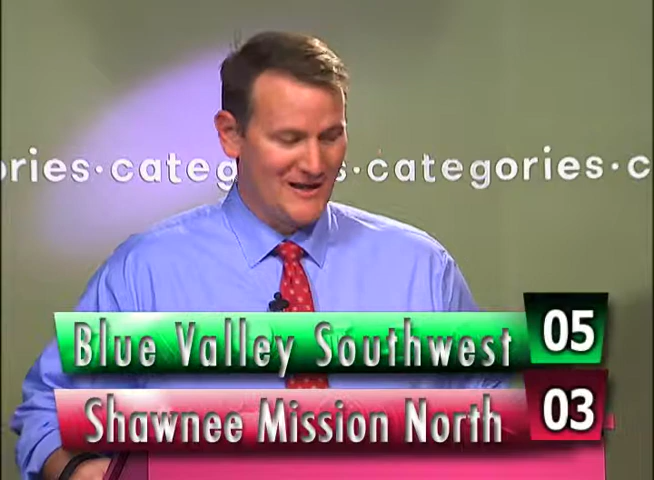 ries · categories · categories · c
Blue Valley Southwest 05
Shawnee Mission North 03